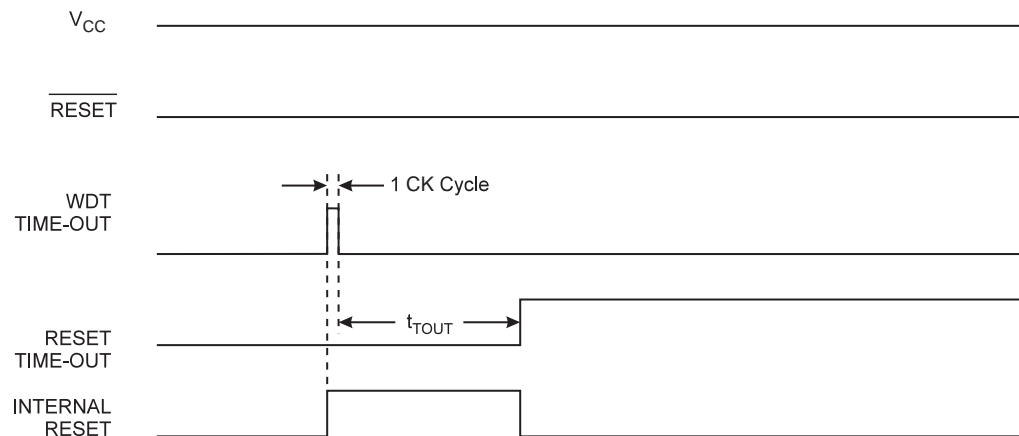 VCC
RESET
1 CK Cycle
WDT
TIME-OUT
tTOUT
RESET
TIME-OUT
INTERNAL
RESET